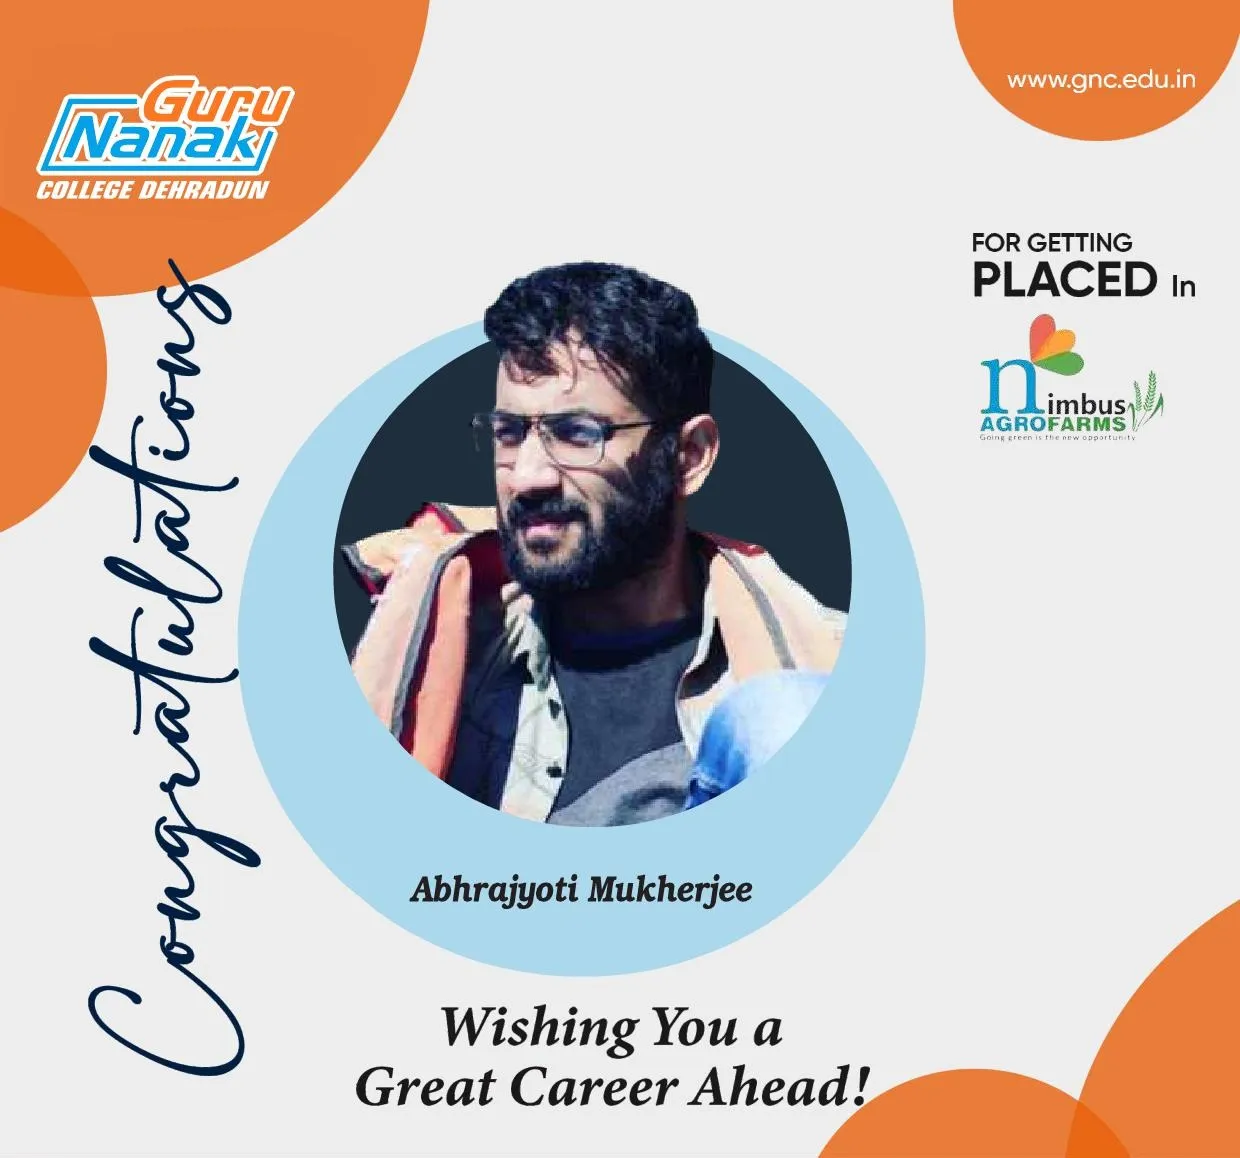 Guru
Nanak
COLLEGE DEHRADUN
www.gnc.edu.in
Congratulations
FOR GETTING
PLACED In
nimbus
AGROFARMS
Going green is the new opportunity
Abhrajyoti Mukherjee
Wishing You a
Great Career Ahead!